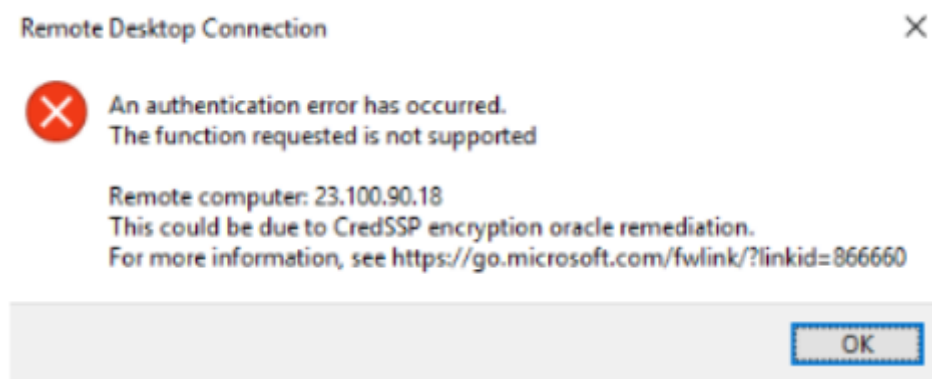 Remote Desktop Connection
An authentication error has occurred.
The function requested is not supported
Remote computer: 23.100.90.18
This could be due to CredSSP encryption oracle remediation.
For more information, see https://go.microsoft.com/fwlink/?linkid=866660
OK